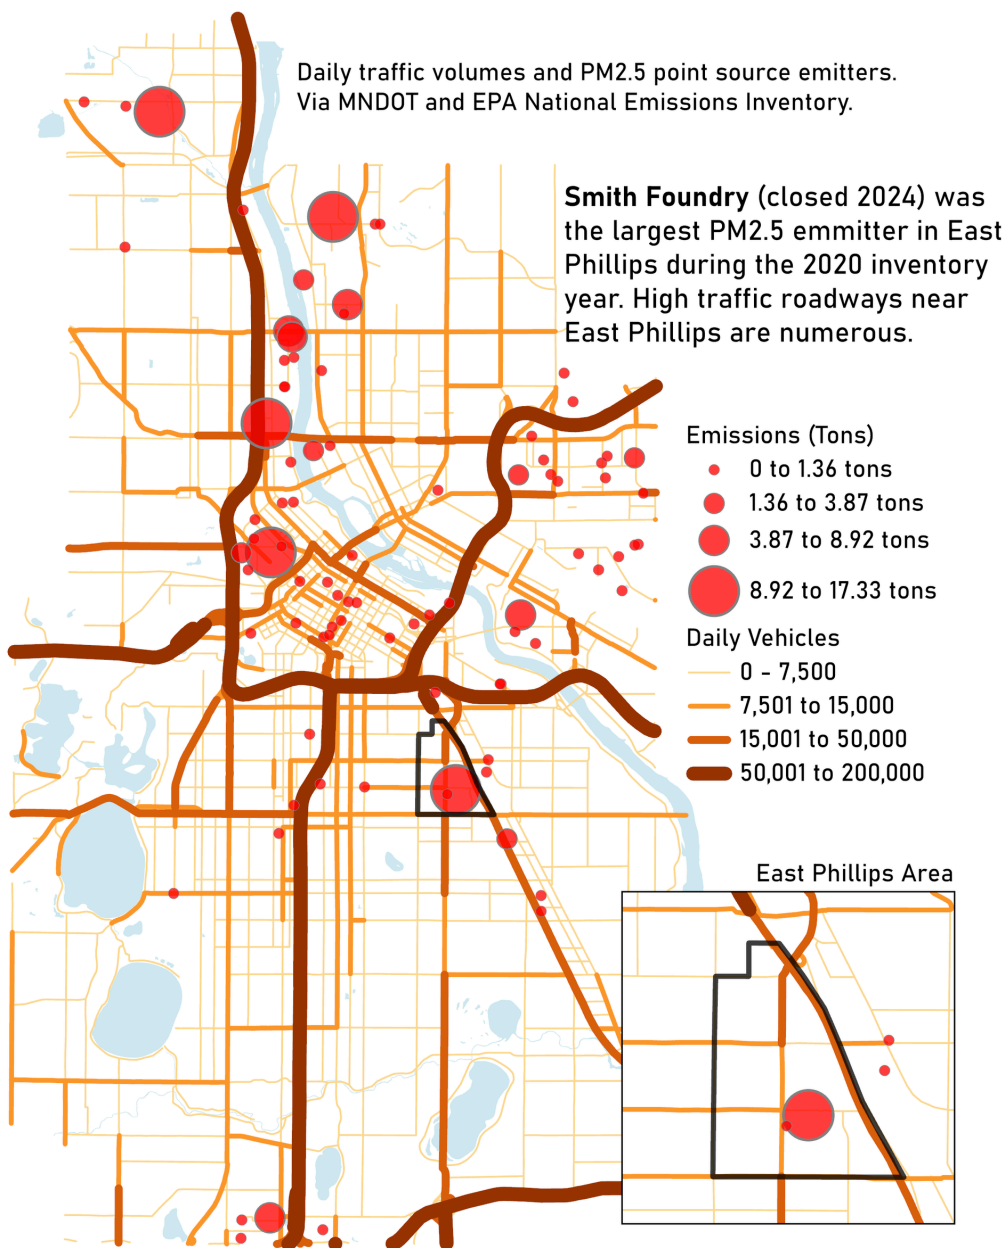 Daily traffic volumes and PM2.5 point source emitters.
Via MNDOT and EPA National Emissions Inventory.
Smith Foundry (closed 2024) was
the largest PM2.5 emmitter in East
Phillips during the 2020 inventory
year. High traffic roadways near
East Phillips are numerous.
Emissions (Tons)
0 to 1.36 tons
1.36 to 3.87 tons
3.87 to 8.92 tons
8.92 to 17.33 tons
Daily Vehicles
0 - 7,500
7,501 to 15,000
15,001 to 50,000
50,001 to 200,000
East Phillips Area